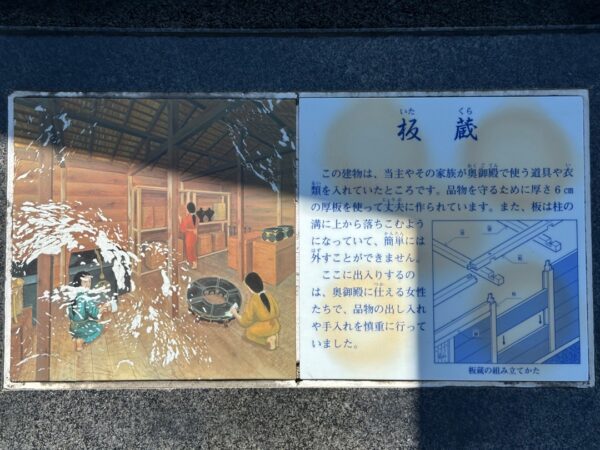 いた くら
板蔵
この建物は、当主やその家族が奥御殿で使う道具や衣
類を入れていたところです。品物を守るために厚さ6cm
の厚板を使って丈夫に作られています。また、板は柱の
溝に上から落ちこむよう
になっていて、簡単には
外すことができません。
ここに出入りするの
は、奥御殿に仕える女性
たちで、品物の出し入れ
や手入れを慎重に行って
いました。
板蔵の組み立てかた